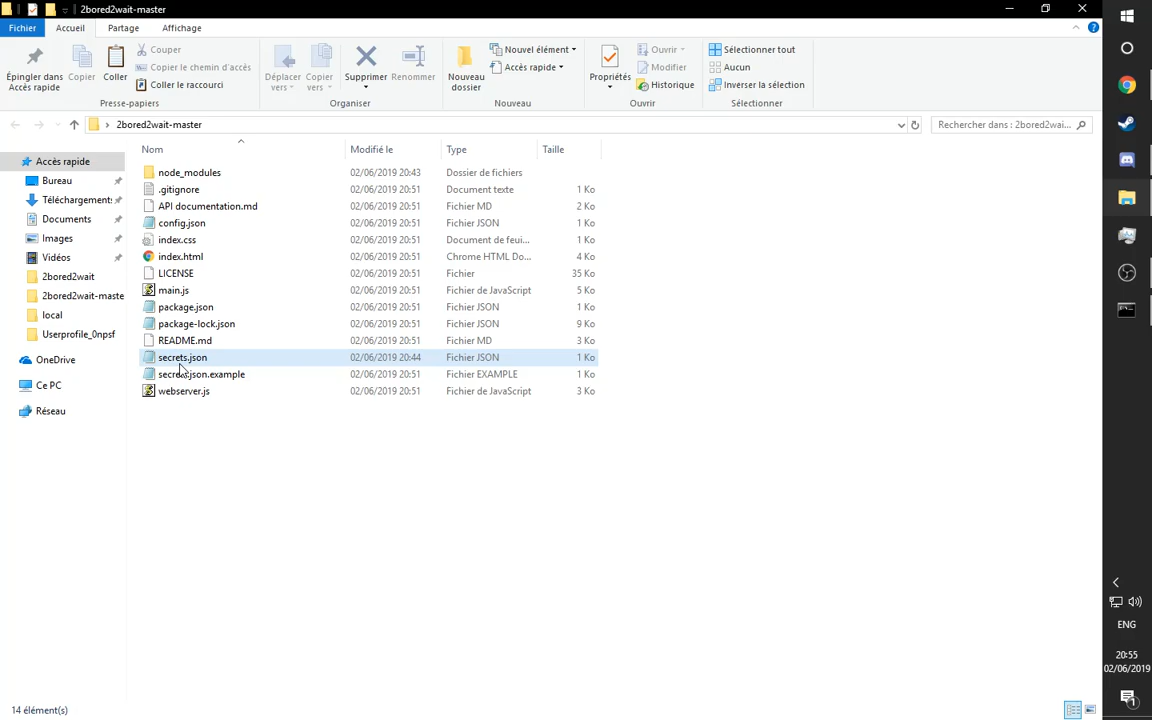 2bored2wait-master
Fichier Accueil Partage Affichage
Épingler dans
Accès rapide
Copier
Coller
Couper
Copier le chemin d'accès
Coller le raccourci
Presse-papiers
Déplacer
vers
Copier
vers
Supprimer
Renommer
Organiser
Nouveau
dossier
Nouvel élément
Accès rapide
Nouveau
Propriétés
Ouvrir
Modifier
Historique
Ouvrir
Sélectionner tout
Aucun
Inverser la sélection
Sélectionner
2bored2wait-master
Rechercher dans : 2bored2wai...
Accès rapide
Bureau
Téléchargement:
Documents
Images
Vidéos
2bored2wait
2bored2wait-maste
local
Userprofile_0npsf
OneDrive
Ce PC
Réseau
Nom Modifié le Type Taille
node_modules 02/06/2019 20:43 Dossier de fichiers
.gitignore 02/06/2019 20:51 Document texte 1 Ko
API documentation.md 02/06/2019 20:51 Fichier MD 2 Ko
config.json 02/06/2019 20:51 Fichier JSON 1 Ko
index.css 02/06/2019 20:51 Document de feui... 1 Ko
index.html 02/06/2019 20:51 Chrome HTML Do... 4 Ko
LICENSE 02/06/2019 20:51 Fichier 35 Ko
main.js 02/06/2019 20:51 Fichier de JavaScript 5 Ko
package.json 02/06/2019 20:51 Fichier JSON 1 Ko
package-lock.json 02/06/2019 20:51 Fichier JSON 9 Ko
README.md 02/06/2019 20:51 Fichier MD 3 Ko
secrets.json 02/06/2019 20:44 Fichier JSON 1 Ko
secrets.json.example 02/06/2019 20:51 Fichier EXAMPLE 1 Ko
webserver.js 02/06/2019 20:51 Fichier de JavaScript 3 Ko
14 élément(s)
ENG
20:55
02/06/2019
1